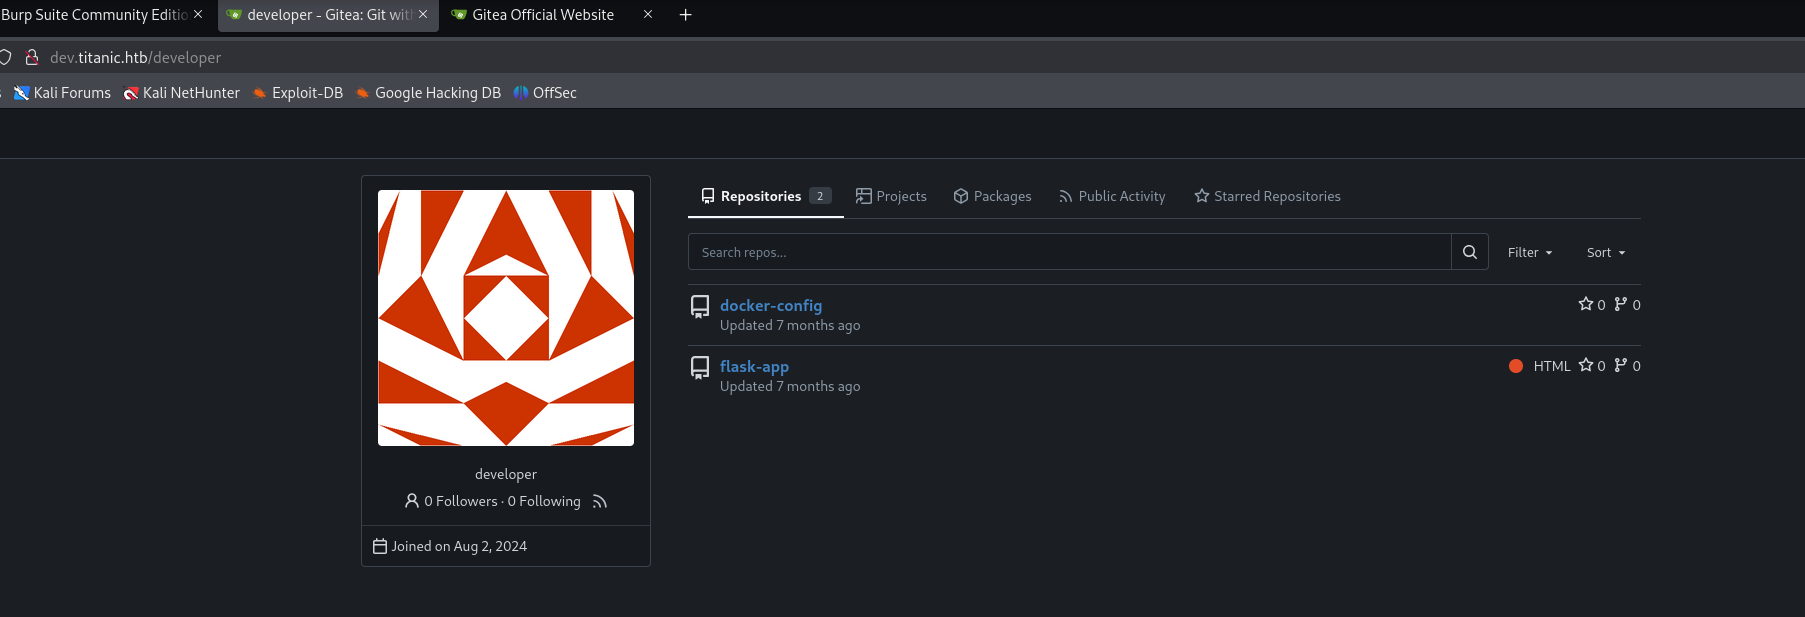 Burp Suite Community Editio
developer - Gitea: Git wit
Gitea Official Website
dev.titanic.htb/developer
s Kali Forums Kali NetHunter Exploit-DB Google Hacking DB OffSec
Repositories 2 Projects Packages Public Activity Starred Repositories
Search repos... Filter Sort
docker-config 0 0
Updated 7 months ago
flask-app HTML 0 0
Updated 7 months ago
developer
0 Followers · 0 Following
Joined on Aug 2, 2024